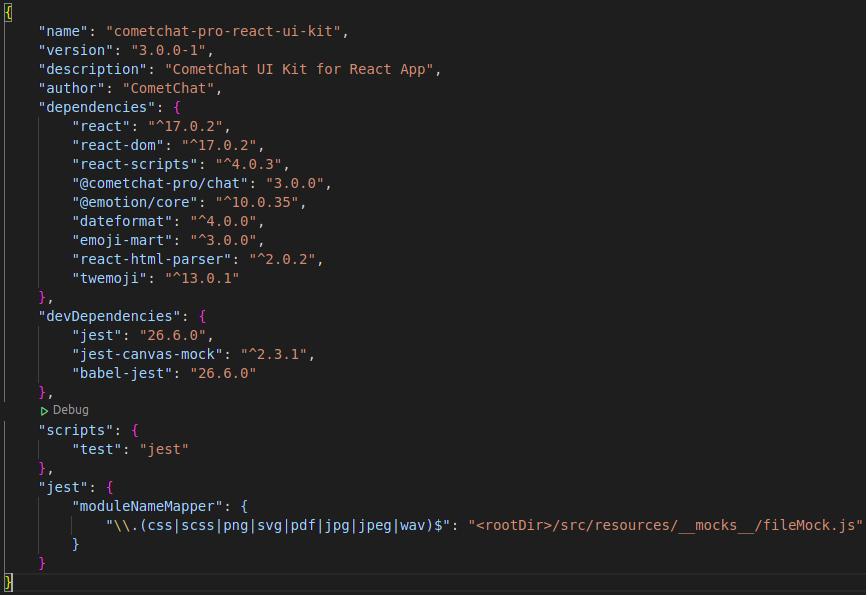 {
    "name": "cometchat-pro-react-ui-kit",
    "version": "3.0.0-1",
    "description": "CometChat UI Kit for React App",
    "author": "CometChat",
    "dependencies": {
        "react": "^17.0.2",
        "react-dom": "^17.0.2",
        "react-scripts": "^4.0.3",
        "@cometchat-pro/chat": "3.0.0",
        "@emotion/core": "^10.0.35",
        "dateformat": "^4.0.0",
        "emoji-mart": "^3.0.0",
        "react-html-parser": "^2.0.2",
        "twemoji": "^13.0.1"
    },
    "devDependencies": {
        "jest": "26.6.0",
        "jest-canvas-mock": "^2.3.1",
        "babel-jest": "26.6.0"
    },
    Debug
    "scripts": {
        "test": "jest"
    },
    "jest": {
        "moduleNameMapper": {
            "\\.(css|scss|png|svg|pdf|jpg|jpeg|wav)$": "<rootDir>/src/resources/__mocks__/fileMock.js"
        }
    }
}